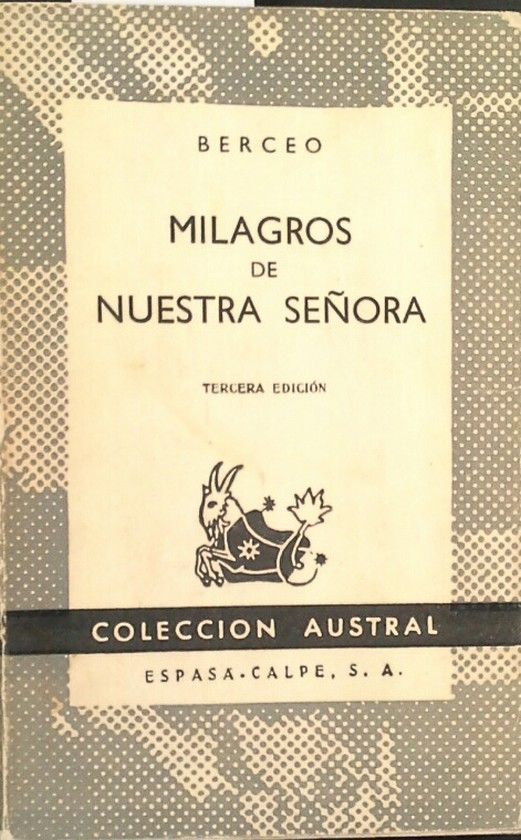 BERCEO
MILAGROS
DE
NUESTRA SEÑORA
TERCERA EDICIÓN
COLECCION AUSTRAL
ESPASA-CALPE, S. A.